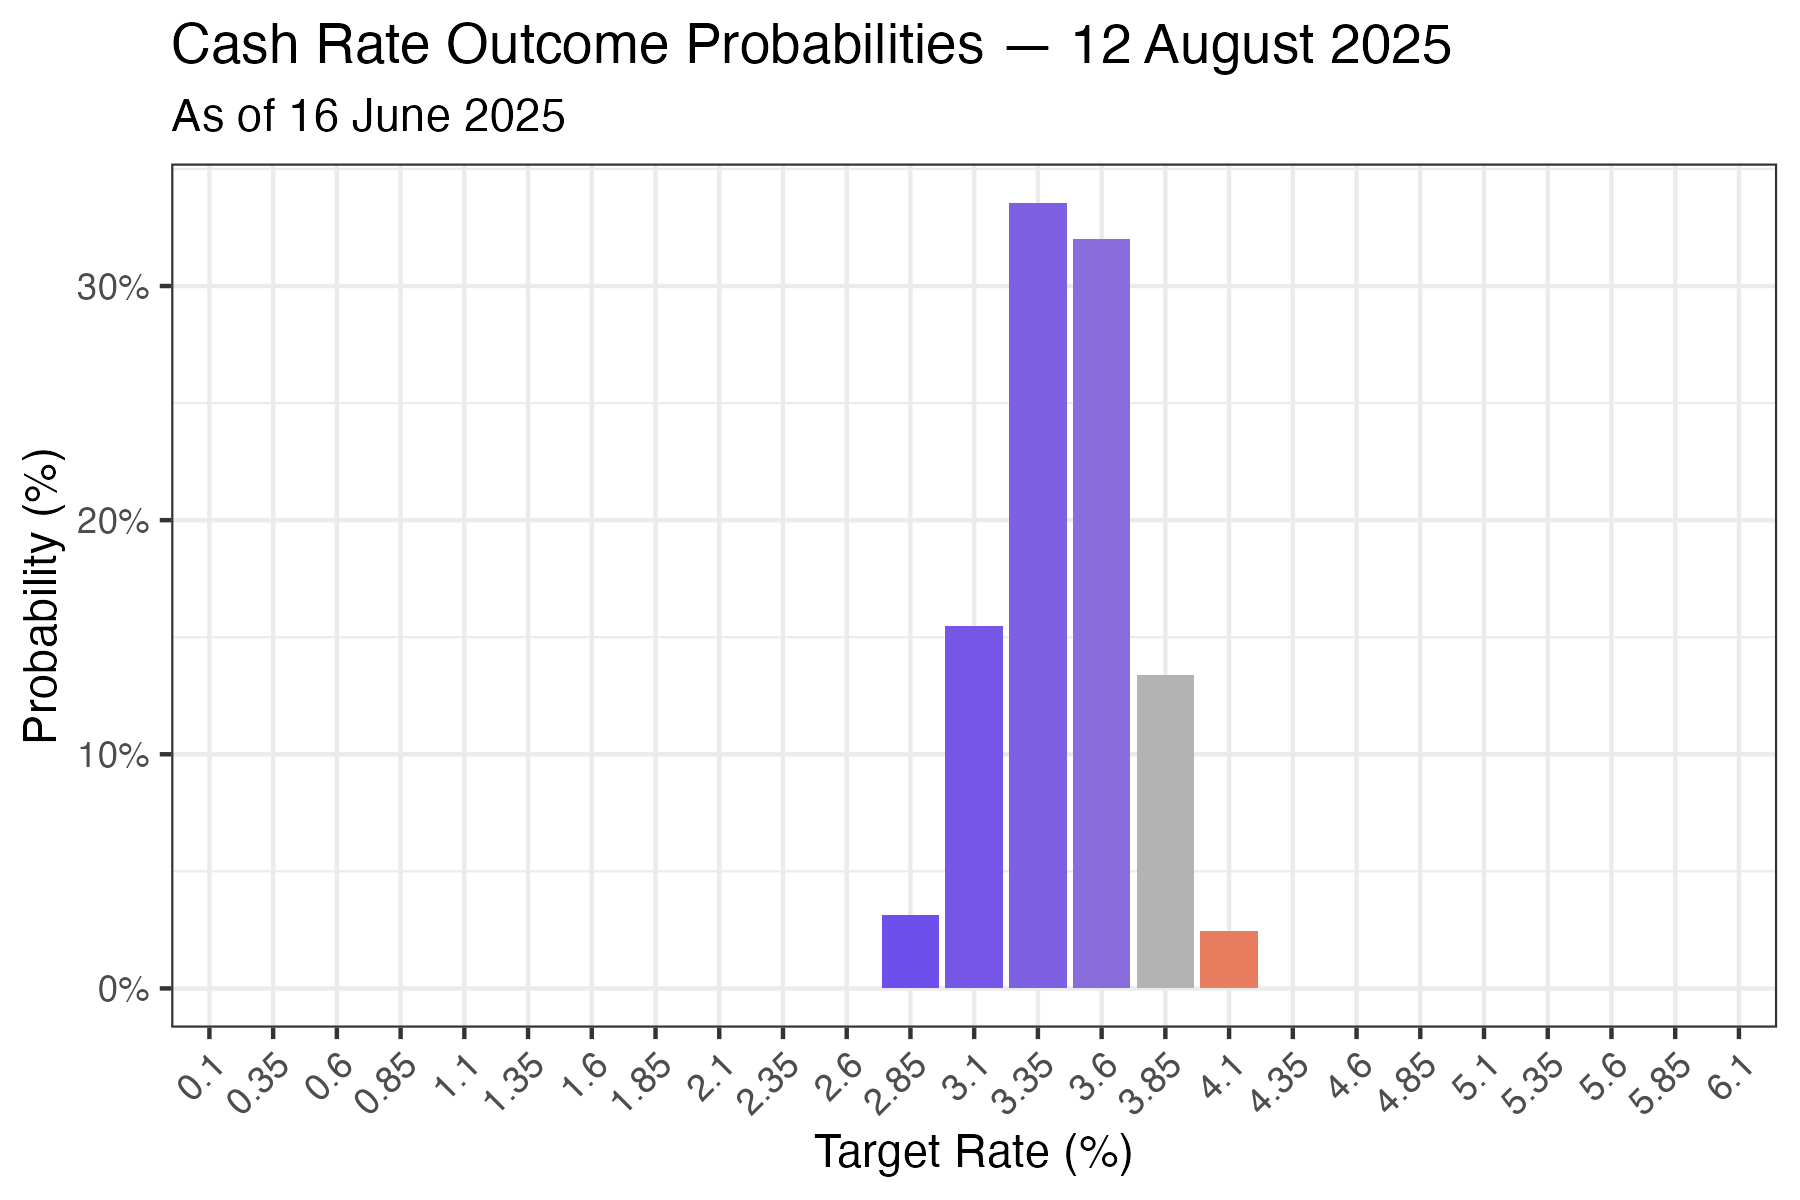 Cash Rate Outcome Probabilities — 12 August 2025
As of 16 June 2025
Probability (%)
30%
20%
10%
0%
0.1 0.35 0.6 0.85 1.1 1.35 1.6 1.85 2.1 2.35 2.6 2.85 3.1 3.35 3.6 3.85 4.1 4.35 4.6 4.85 5.1 5.35 5.6 5.85 6.1
Target Rate (%)